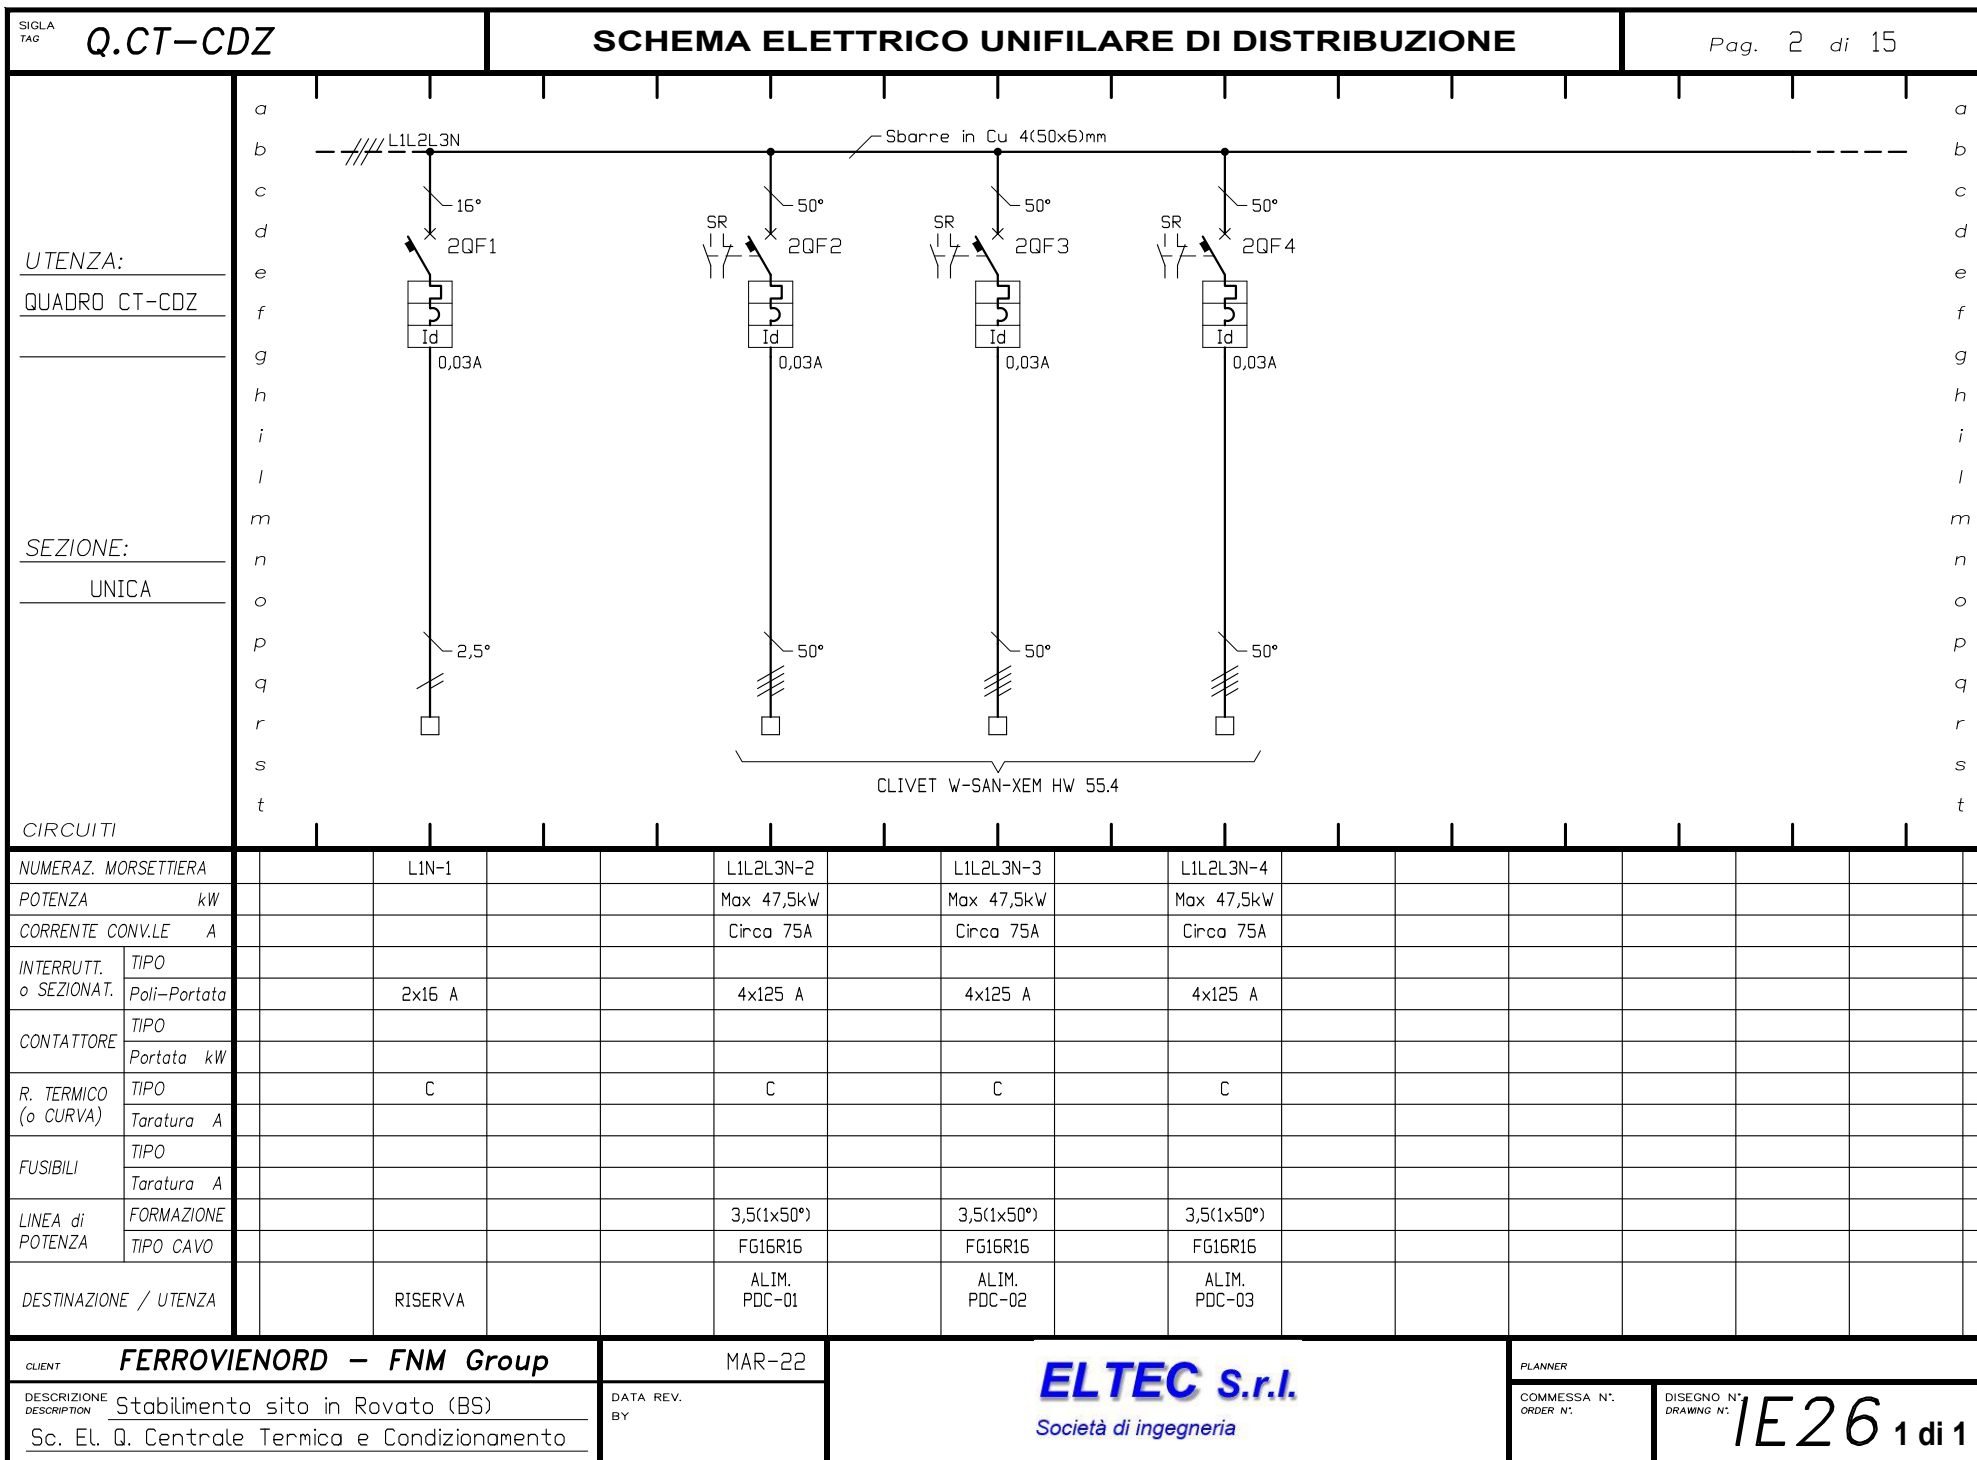 SIGLA
TAG
Q.CT-CDZ
SCHEMA ELETTRICO UNIFILARE DI DISTRIBUZIONE
Pag. 2 di 15
UTENZA:
QUADRO CT-CDZ
SEZIONE:
UNICA
CIRCUITI
a
b
c
d
e
f
g
h
i
l
m
n
o
p
q
r
s
t
L1L2L3N
Sbarre in Cu 4(50x6)mm
16° 50° 50° 50°
SR SR SR
2QF1 2QF2 2QF3 2QF4
Id Id Id Id
0,03A 0,03A 0,03A 0,03A
2,5° 50° 50° 50°
CLIVET W-SAN-XEM HW 55.4
a
b
c
d
e
f
g
h
i
l
m
n
o
p
q
r
s
t
NUMERAZ. MORSETTIERA L1N-1 L1L2L3N-2 L1L2L3N-3 L1L2L3N-4
POTENZA kW Max 47,5kW Max 47,5kW Max 47,5kW
CORRENTE CONV.LE A Circa 75A Circa 75A Circa 75A
INTERRUTT.
o SEZIONAT.
TIPO
Poli-Portata 2x16 A 4x125 A 4x125 A 4x125 A
CONTATTORE
TIPO
Portata kW
R. TERMICO
(o CURVA)
TIPO C C C C
Taratura A
FUSIBILI
TIPO
Taratura A
LINEA di
POTENZA
FORMAZIONE 3,5(1x50°) 3,5(1x50°) 3,5(1x50°)
TIPO CAVO FG16R16 FG16R16 FG16R16
DESTINAZIONE / UTENZA
RISERVA
ALIM.
PDC-01
ALIM.
PDC-02
ALIM.
PDC-03
CLIENT FERROVIENORD - FNM Group
DESCRIZIONE
DESCRIPTION
Stabilimento sito in Rovato (BS)
Sc. El. Q. Centrale Termica e Condizionamento
MAR-22
DATA REV.
BY
ELTEC S.r.l.
Società di ingegneria
PLANNER
COMMESSA N°.
ORDER N°.
DISEGNO N°.
DRAWING N°.
IE26
1 di 1